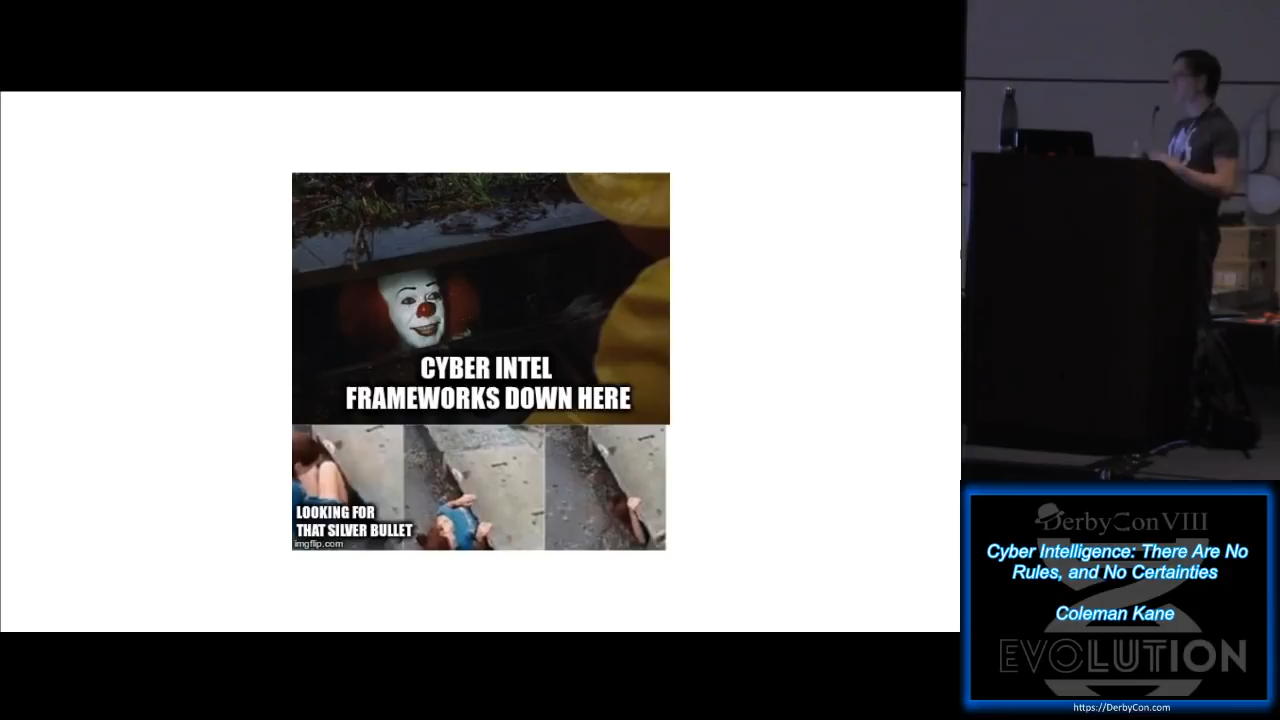 CYBER INTEL
FRAMEWORKS DOWN HERE
LOOKING FOR
THAT SILVER BULLET
imgflip.com
DerbyCon VIII
Cyber Intelligence: There Are No
Rules, and No Certainties
Coleman Kane
EVOLUTION
https://DerbyCon.com